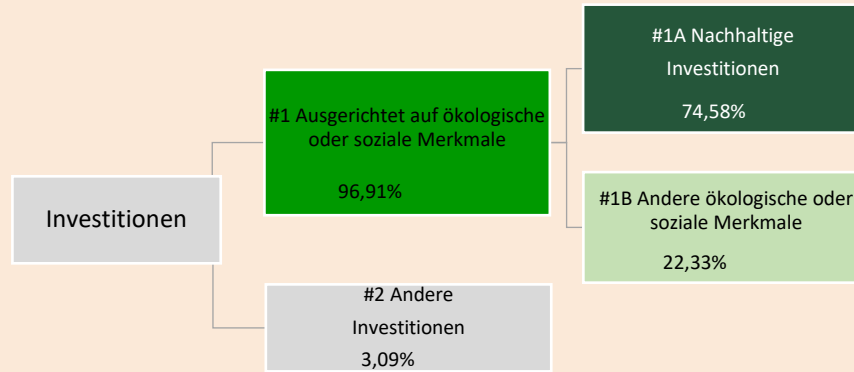 Investitionen
#1 Ausgerichtet auf ökologische
oder soziale Merkmale
96,91%
#2 Andere
Investitionen
3,09%
#1A Nachhaltige
Investitionen
74,58%
#1B Andere ökologische oder
soziale Merkmale
22,33%